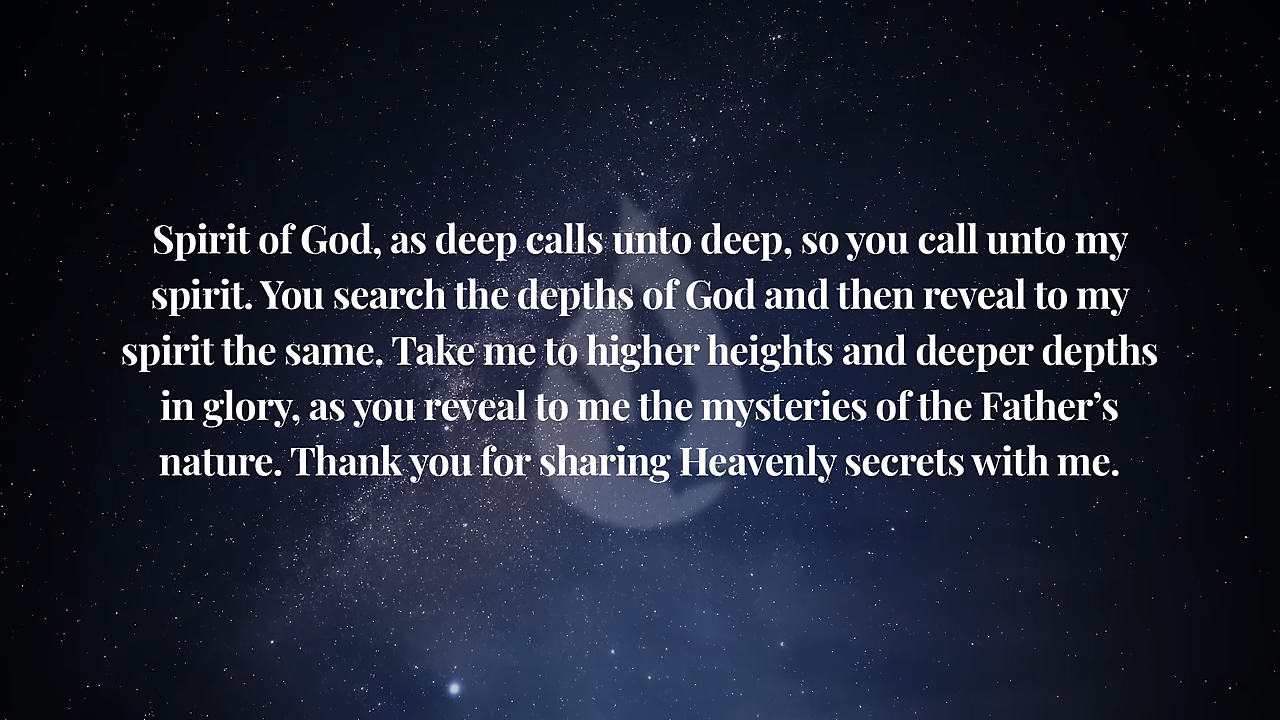 Spirit of God, as deep calls unto deep, so you call unto my
spirit. You search the depths of God and then reveal to my
spirit the same. Take me to higher heights and deeper depths
in glory, as you reveal to me the mysteries of the Father’s
nature. Thank you for sharing Heavenly secrets with me.